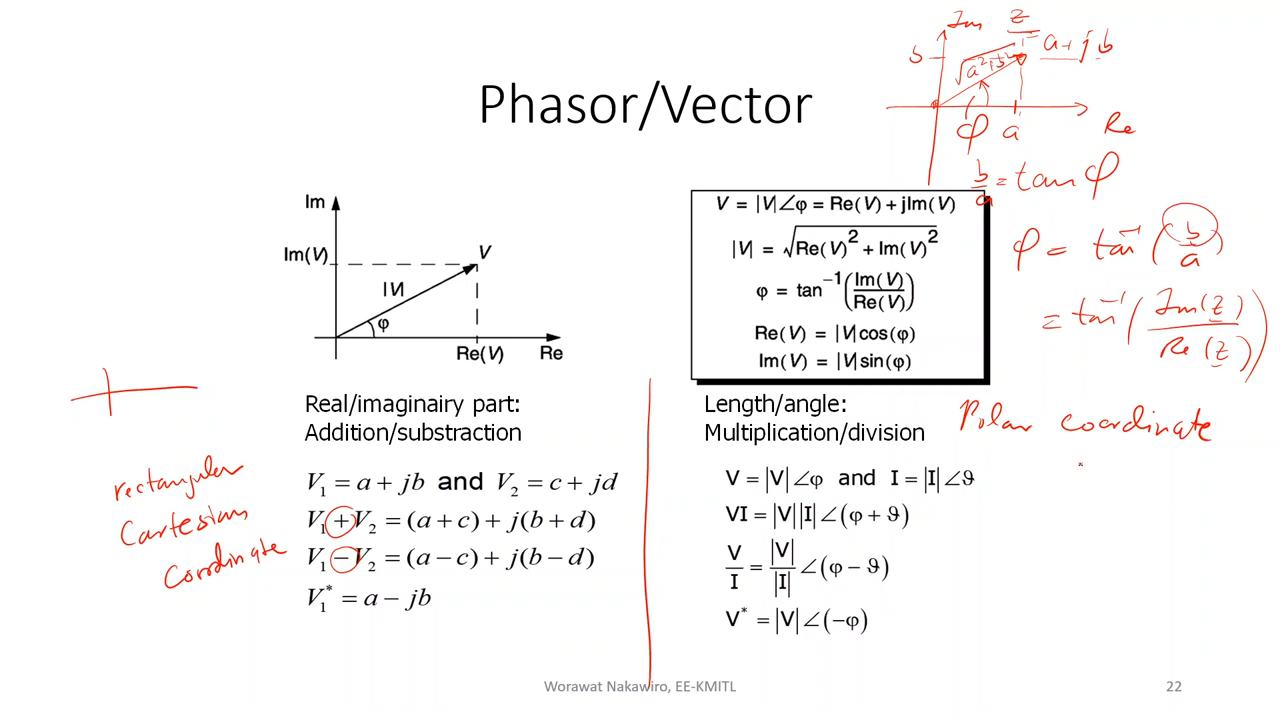 Im
z
a + jb
b
√a²+b²
φ
a
Re
b/a = tan φ
φ = tan⁻¹(b/a)
= tan⁻¹(Im(z)/Re(z))
Phasor/Vector
Im
Im(V)
V
|V|
φ
Re(V)
Re
V = |V|∠φ = Re(V) + jIm(V)
|V| = √(Re(V)² + Im(V)²)
φ = tan⁻¹(Im(V)/Re(V))
Re(V) = |V|cos(φ)
Im(V) = |V|sin(φ)
Real/imaginairy part:
Addition/substraction
V₁ = a + jb and V₂ = c + jd
V₁ + V₂ = (a + c) + j(b + d)
V₁ − V₂ = (a − c) + j(b − d)
V₁* = a − jb
rectangular
Cartesian
coordinate
Length/angle:
Multiplication/division
Polar coordinate
V = |V|∠φ and I = |I|∠ϑ
VI = |V||I|∠(φ + ϑ)
V/I = |V|/|I| ∠(φ − ϑ)
V* = |V|∠(−φ)
Worawat Nakawiro, EE-KMITL
22